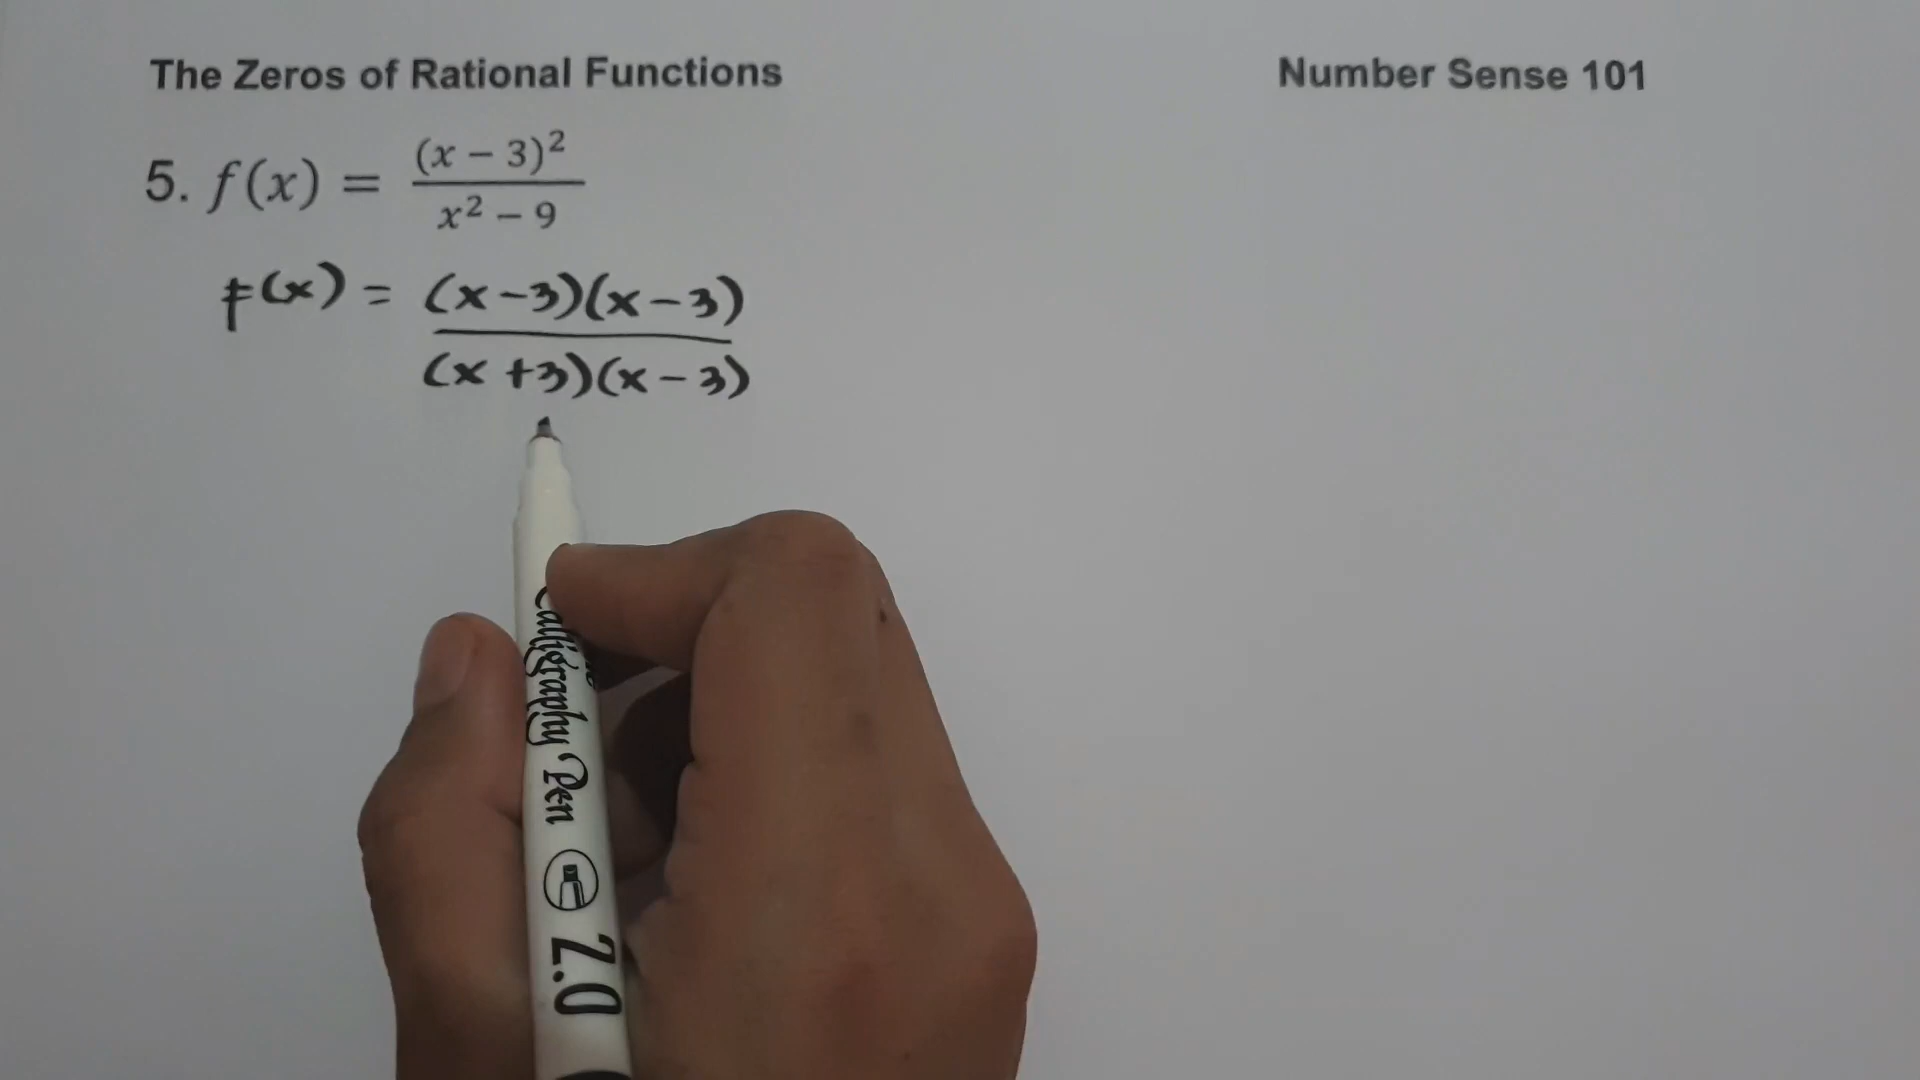 The Zeros of Rational Functions Number Sense 101
5. f(x) = (x − 3)² / x² − 9
f(x) = (x-3)(x-3) / (x+3)(x-3)
Calligraphy Pen 2.0